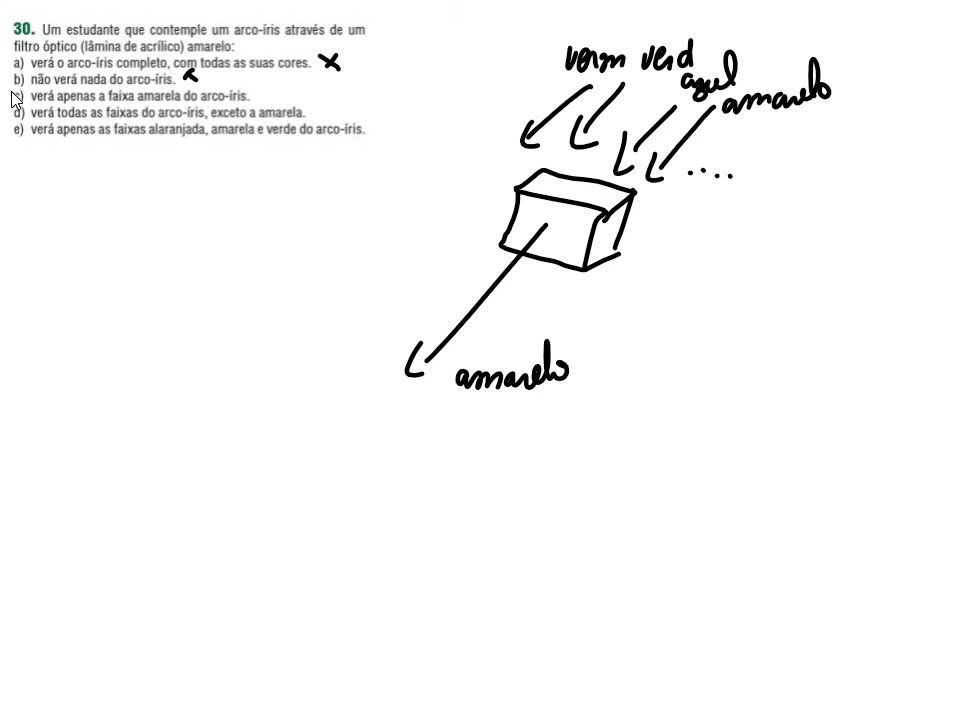 30. Um estudante que contemple um arco-íris através de um
filtro óptico (lâmina de acrílico) amarelo:
a) verá o arco-íris completo, com todas as suas cores. x
b) não verá nada do arco-íris.
c) verá apenas a faixa amarela do arco-íris.
d) verá todas as faixas do arco-íris, exceto a amarela.
e) verá apenas as faixas alaranjada, amarela e verde do arco-íris.
verm verd
azul
amarelo
....
amarelo